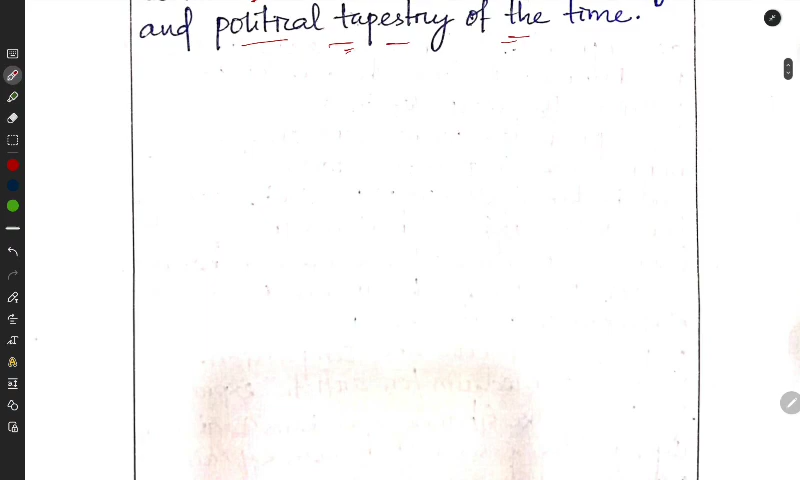 and political tapestry of the time.